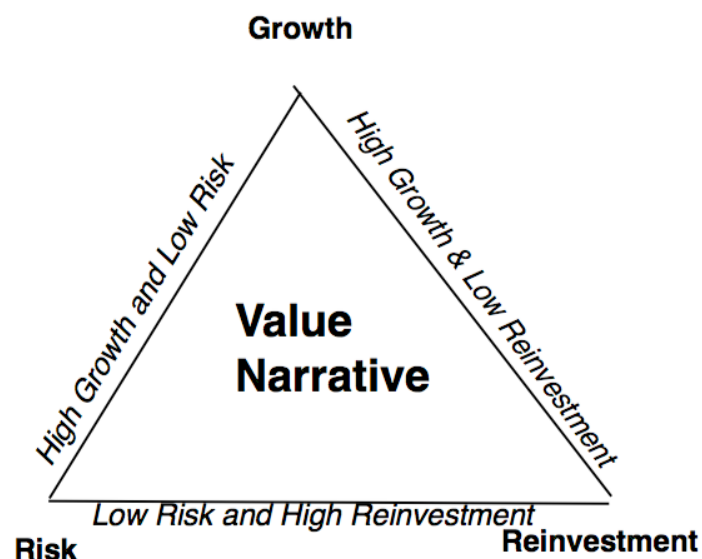 Growth
High Growth and Low Risk
High Growth & Low Reinvestment
Value
Narrative
Low Risk and High Reinvestment
Risk
Reinvestment